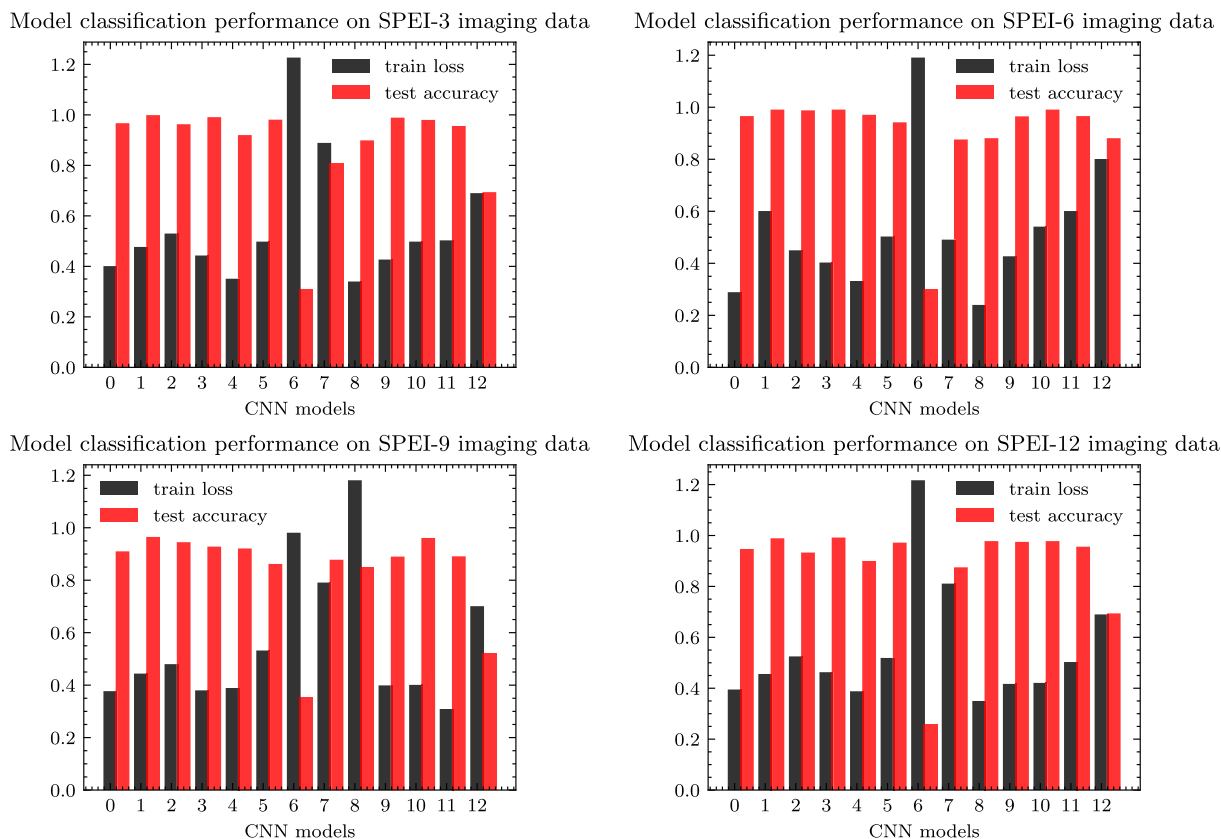 Model classification performance on SPEI-3 imaging data
1.2
1.0
0.8
0.6
0.4
0.2
0.0
train loss
test accuracy
0 1 2 3 4 5 6 7 8 9 10 11 12
CNN models
Model classification performance on SPEI-6 imaging data
1.2
1.0
0.8
0.6
0.4
0.2
0.0
train loss
test accuracy
0 1 2 3 4 5 6 7 8 9 10 11 12
CNN models
Model classification performance on SPEI-9 imaging data
1.2
1.0
0.8
0.6
0.4
0.2
0.0
train loss
test accuracy
0 1 2 3 4 5 6 7 8 9 10 11 12
CNN models
Model classification performance on SPEI-12 imaging data
1.2
1.0
0.8
0.6
0.4
0.2
0.0
train loss
test accuracy
0 1 2 3 4 5 6 7 8 9 10 11 12
CNN models